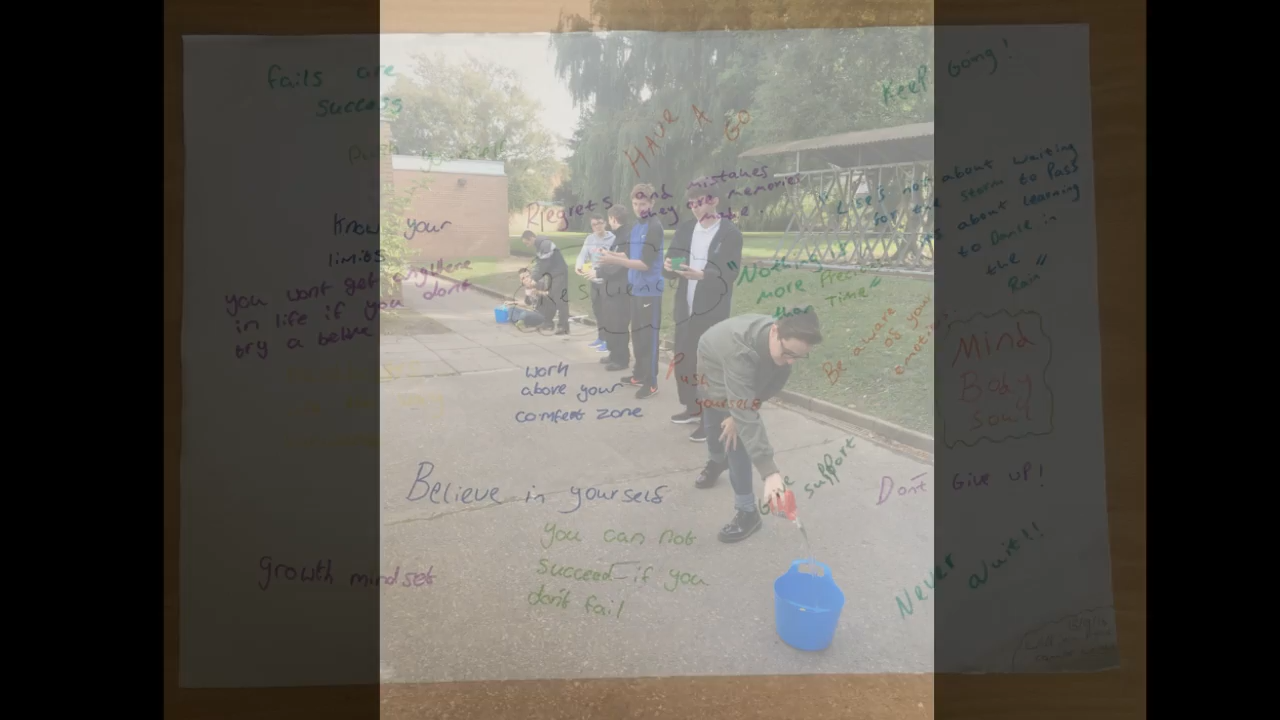 fails are
success
Keep Going!
HAVE A
GO
Push yourself
Regrets and mistakes
they are memories
made.
"Life's not about waiting
for the storm to Pass
it's about learning
to Dance in
the "
Rain
Know your
limits
you wont get anywhere
in life if you dont
try a
Resilience
"Nothing is
more Precious
than Time"
Be aware
of your
emotions.
Mind
Body
Soul
work
above your
comfort zone
Push
yourself
Give
support
Believe in yourself
Don't Give up!
you can not
succeed if you
don't fail
growth mindset
Never
Quit!!